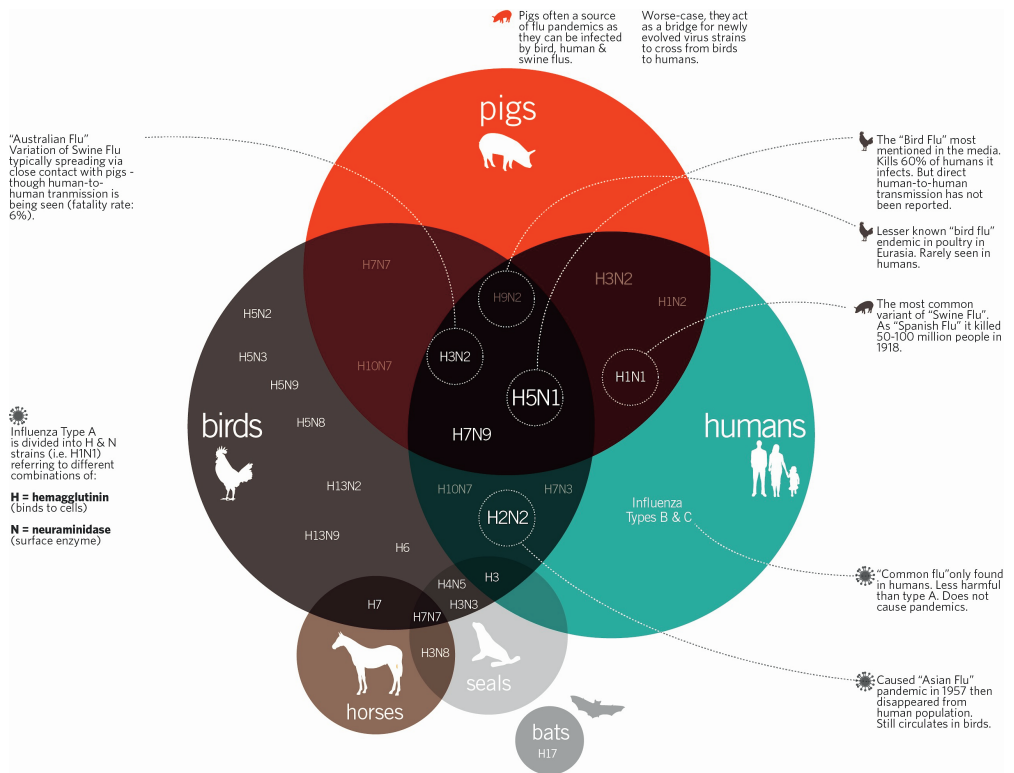 Pigs often a source
of flu pandemics as
they can be infected
by bird, human &
swine flus.
Worse-case, they act
as a bridge for newly
evolved virus strains
to cross from birds
to humans.
pigs
"Australian Flu"
Variation of Swine Flu
typically spreading via
close contact with pigs -
though human-to-
human tranmission is
being seen (fatality rate:
6%).
The "Bird Flu" most
mentioned in the media.
Kills 60% of humans it
infects. But direct
human-to-human
transmission has not
been reported.
Lesser known "bird flu"
endemic in poultry in
Eurasia. Rarely seen in
humans.
The most common
variant of "Swine Flu".
As "Spanish Flu" it killed
50-100 million people in
1918.
H7N7
H3N2
H9N2
H1N2
H5N2
H5N3
H3N2
H10N7
H1N1
H5N9
H5N1
H5N8
birds
H7N9
humans
Influenza Type A
is divided into H & N
strains (i.e. H1N1)
referring to different
combinations of:
H = hemagglutinin
(binds to cells)
N = neuraminidase
(surface enzyme)
H13N2
H10N7
H7N3
H2N2
Influenza
Types B & C
H13N9
H6
H4N5
H3
H7
H3N3
H7N7
H3N8
seals
horses
bats
H17
"Common flu"only found
in humans. Less harmful
than type A. Does not
cause pandemics.
Caused "Asian Flu"
pandemic in 1957 then
disappeared from
human population.
Still circulates in birds.